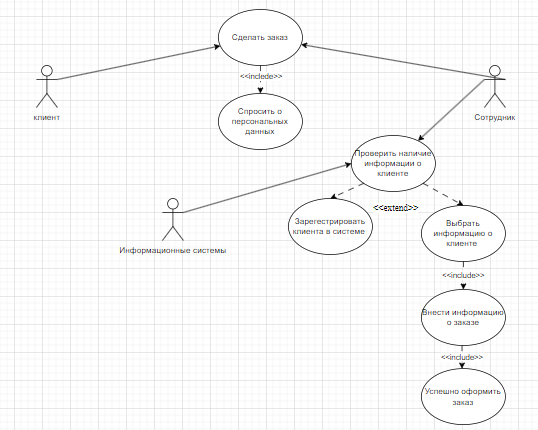 Сделать заказ
<<inclede>>
клиент
Спросить о
персональных
данных
Сотрудник
Проверить наличие
информации о
клиенте
<<extend>>
Зарегестрировать
клиента в системе
Выбрать
информацию о
клиенте
Информационные системы
<<include>>
Внести информацию
о заказе
<<include>>
Успешно оформить
заказ